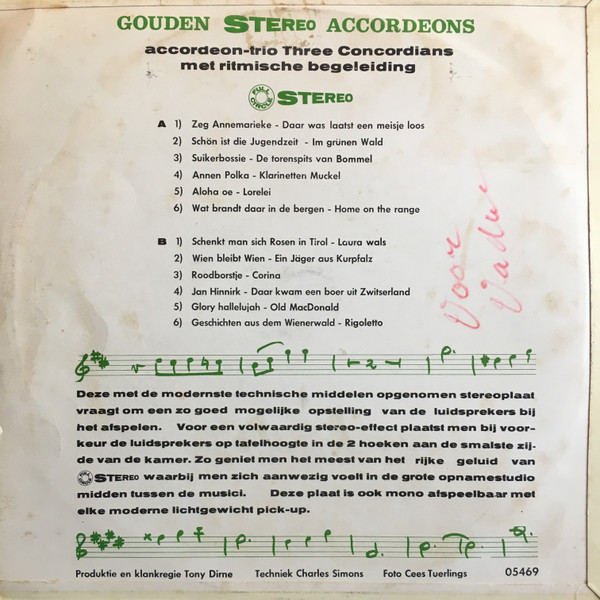 GOUDEN STEREO ACCORDEONS
accordeon-trio Three Concordians
met ritmische begeleiding
FULL CIRCLE STEREO
A 1) Zeg Annemarieke - Daar was laatst een meisje loos
2) Schön ist die Jugendzeit - Im grünen Wald
3) Suikerbossie - De torenspits van Bommel
4) Annen Polka - Klarinetten Muckel
5) Aloha oe - Lorelei
6) Wat brandt daar in de bergen - Home on the range
B 1) Schenkt man sich Rosen in Tirol - Laura wals
2) Wien bleibt Wien - Ein Jäger aus Kurpfalz
3) Roodborstje - Corina
4) Jan Hinnirk - Daar kwam een boer uit Zwitserland
5) Glory hallelujah - Old MacDonald
6) Geschichten aus dem Wienerwald - Rigoletto
Voor
Vader
Deze met de modernste technische middelen opgenomen stereoplaat
vraagt om een zo goed mogelijke opstelling van de luidsprekers bij
het afspelen. Voor een volwaardig stereo-effect plaatst men bij voor-
keur de luidsprekers op tafelhoogte in de 2 hoeken aan de smalste zij-
de van de kamer. Zo geniet men het meest van het rijke geluid van
STEREO waarbij men zich aanwezig voelt in de grote opnamestudio
midden tussen de musici. Deze plaat is ook mono afspeelbaar met
elke moderne lichtgewicht pick-up.
Produktie en klankregie Tony Dirne Techniek Charles Simons Foto Cees Tuerlings 05469